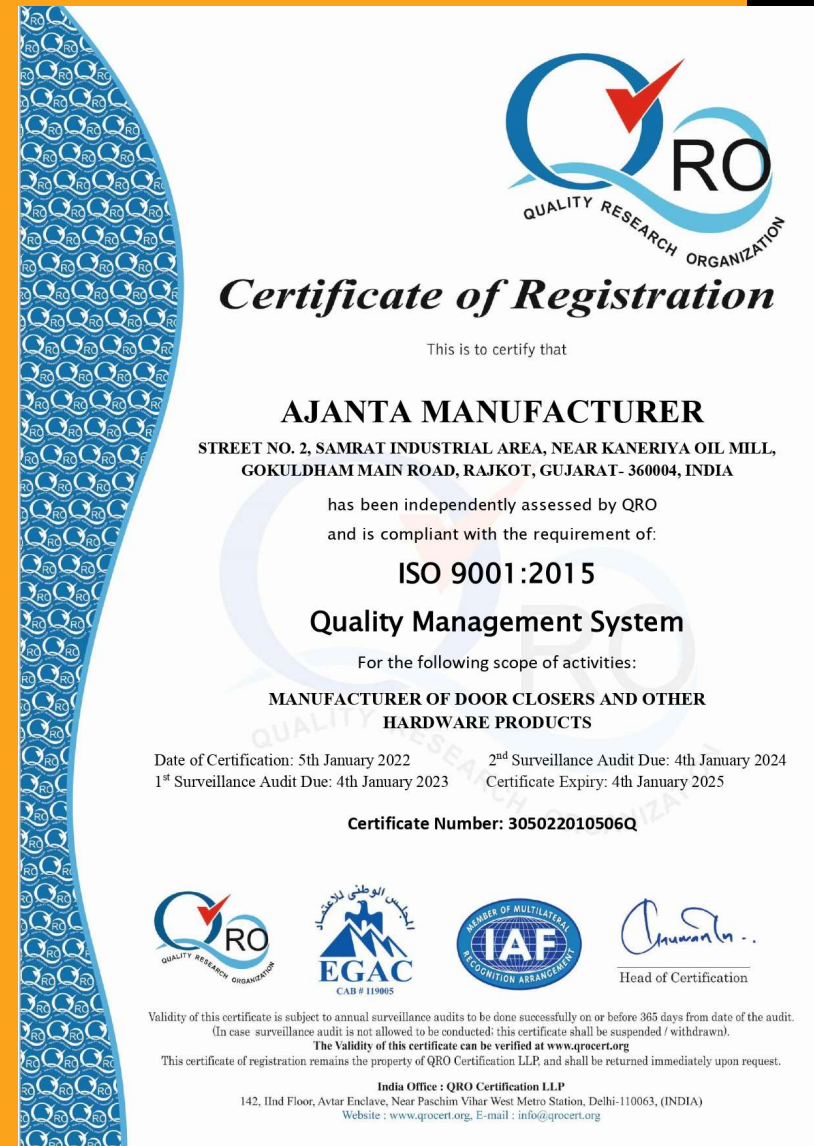 QRO
QUALITY RESEARCH ORGANIZATION
Certificate of Registration
This is to certify that
AJANTA MANUFACTURER
STREET NO. 2, SAMRAT INDUSTRIAL AREA, NEAR KANERIYA OIL MILL,
GOKULDHAM MAIN ROAD, RAJKOT, GUJARAT- 360004, INDIA
has been independently assessed by QRO
and is compliant with the requirement of:
ISO 9001:2015
Quality Management System
For the following scope of activities:
MANUFACTURER OF DOOR CLOSERS AND OTHER
HARDWARE PRODUCTS
Date of Certification: 5th January 2022 2nd Surveillance Audit Due: 4th January 2024
1st Surveillance Audit Due: 4th January 2023 Certificate Expiry: 4th January 2025
Certificate Number: 305022010506Q
QRO
QUALITY RESEARCH ORGANIZATION
المجلس الوطني للاعتماد
EGAC
CAB # 119005
MEMBER OF MULTILATERAL
IAF
RECOGNITION ARRANGEMENT
Head of Certification
Validity of this certificate is subject to annual surveillance audits to be done successfully on or before 365 days from date of the audit.
(In case surveillance audit is not allowed to be conducted; this certificate shall be suspended / withdrawn).
The Validity of this certificate can be verified at www.qrocert.org
This certificate of registration remains the property of QRO Certification LLP, and shall be returned immediately upon request.
India Office : QRO Certification LLP
142, IInd Floor, Avtar Enclave, Near Paschim Vihar West Metro Station, Delhi-110063, (INDIA)
Website : www.qrocert.org, E-mail : info@qrocert.org